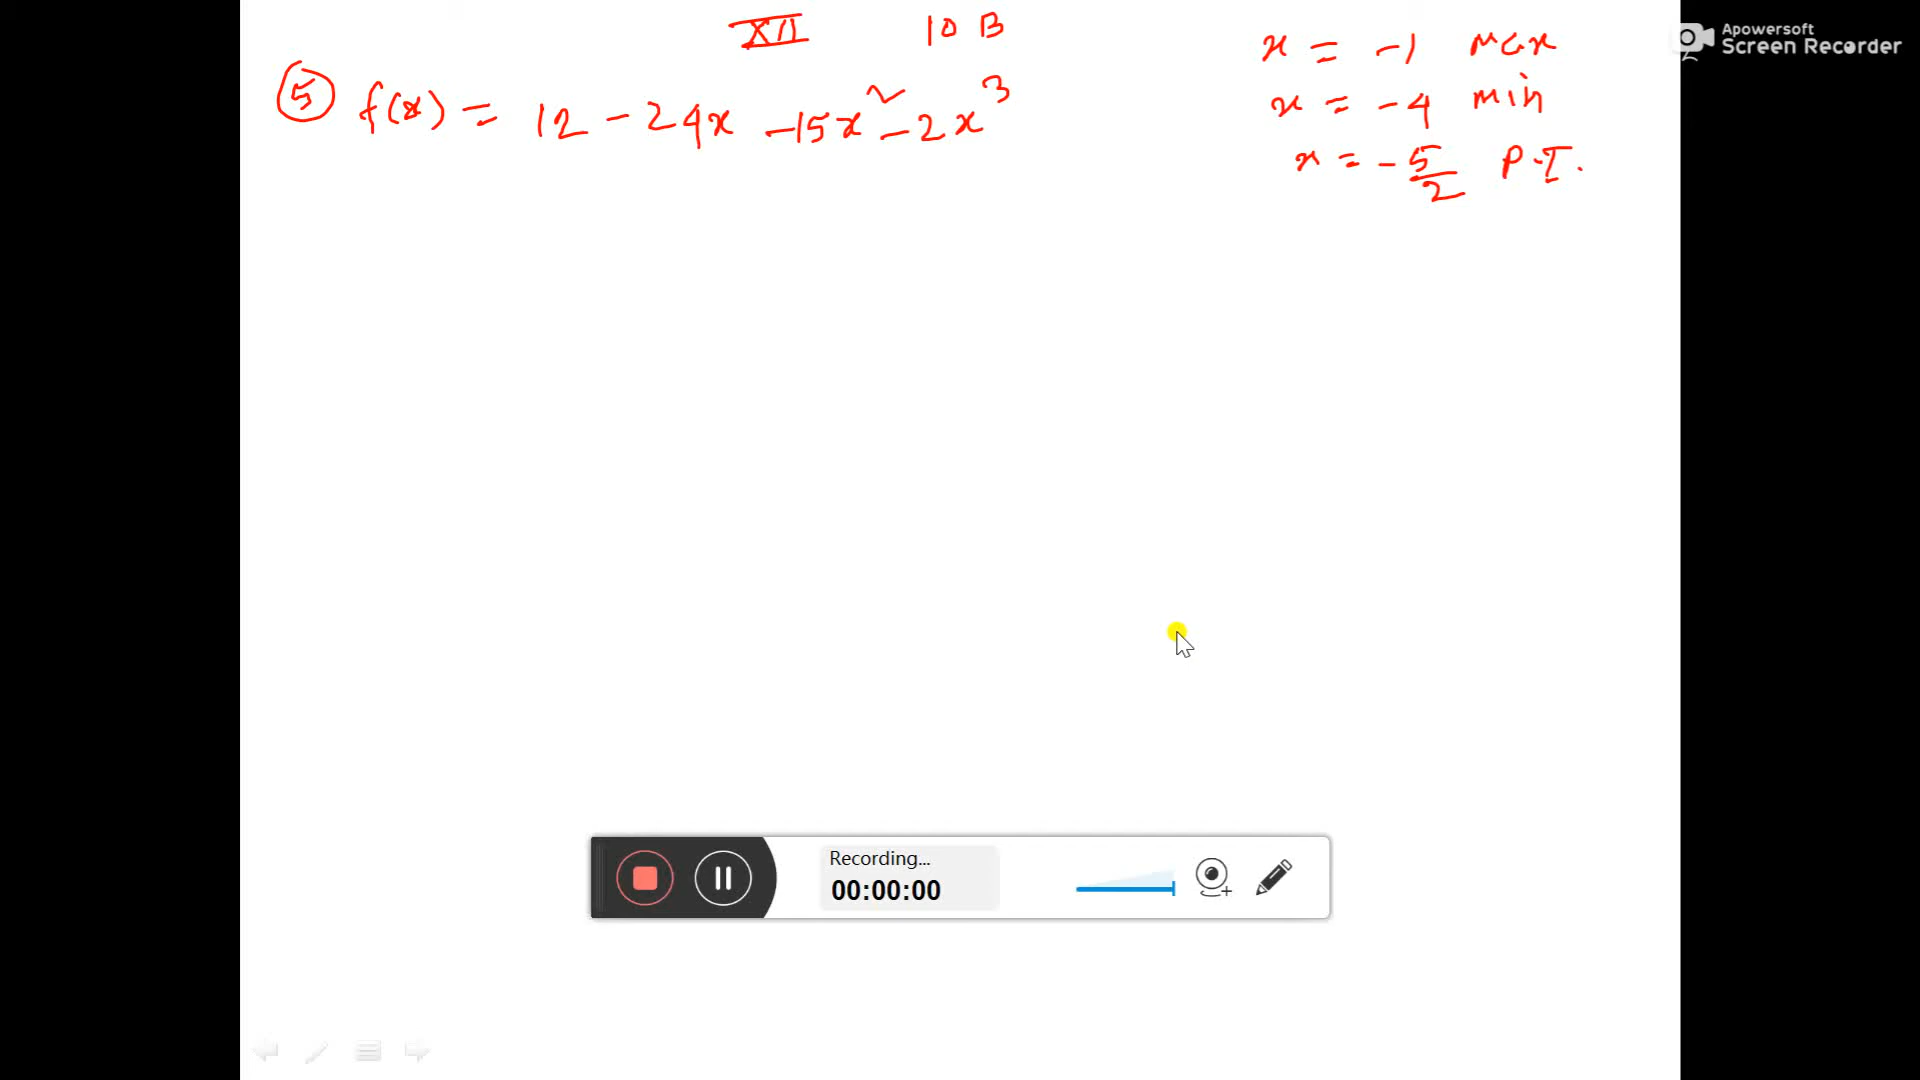 XII 10 B
⑤ f(x) = 12 - 24x - 15x² - 2x³
x = -1 max
x = -4 min
x = -5/2 P.I.
Apowersoft
Screen Recorder
Recording...
00:00:00